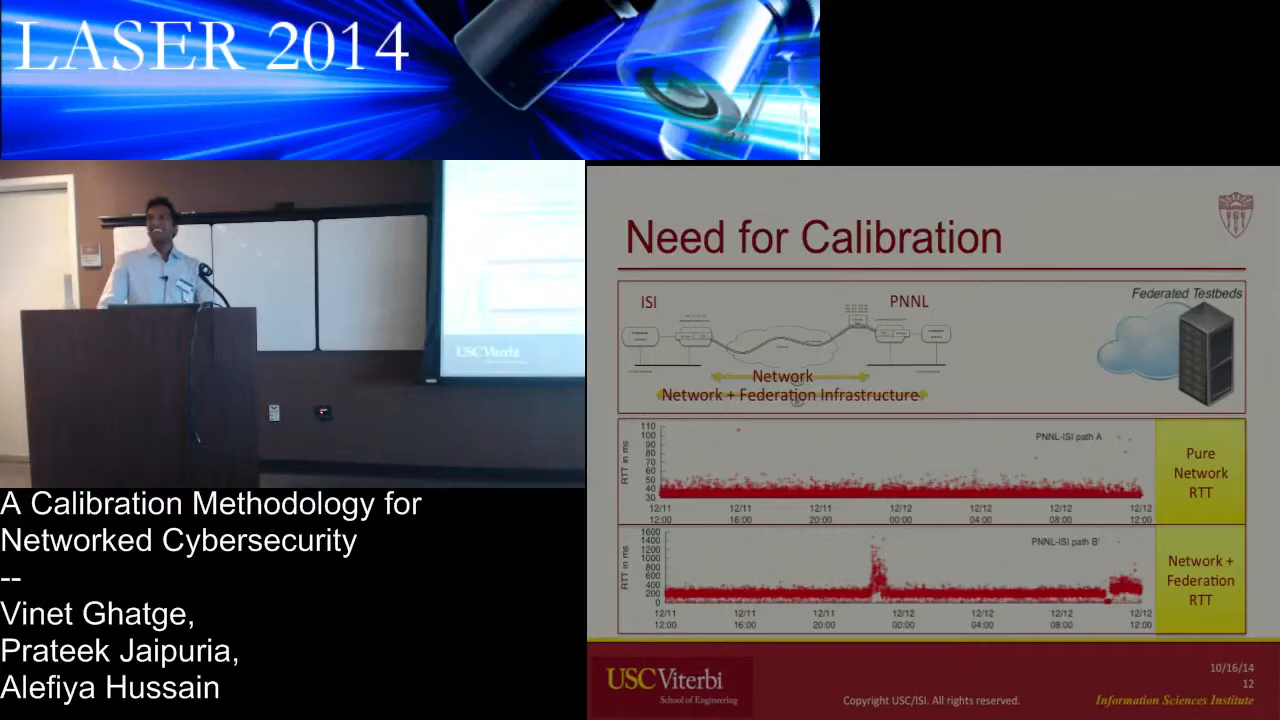 LASER 2014
USC Viterbi
A Calibration Methodology for
Networked Cybersecurity
--
Vinet Ghatge,
Prateek Jaipuria,
Alefiya Hussain
Need for Calibration
ISI
PNNL
Federated Testbeds
Network
Network + Federation Infrastructure
RTT in ms
110
100
90
80
70
60
50
40
30
PNNL-ISI path A
12/11 12/11 12/11 12/12 12/12 12/12 12/12
12:00 16:00 20:00 00:00 04:00 08:00 12:00
Pure
Network
RTT
RTT in ms
1600
1400
1200
1000
800
600
400
200
0
PNNL-ISI path B'
12/11 12/11 12/11 12/12 12/12 12/12 12/12
12:00 16:00 20:00 00:00 04:00 08:00 12:00
Network +
Federation
RTT
USC Viterbi
School of Engineering
Copyright USC/ISI. All rights reserved.
10/16/14
12
Information Sciences Institute